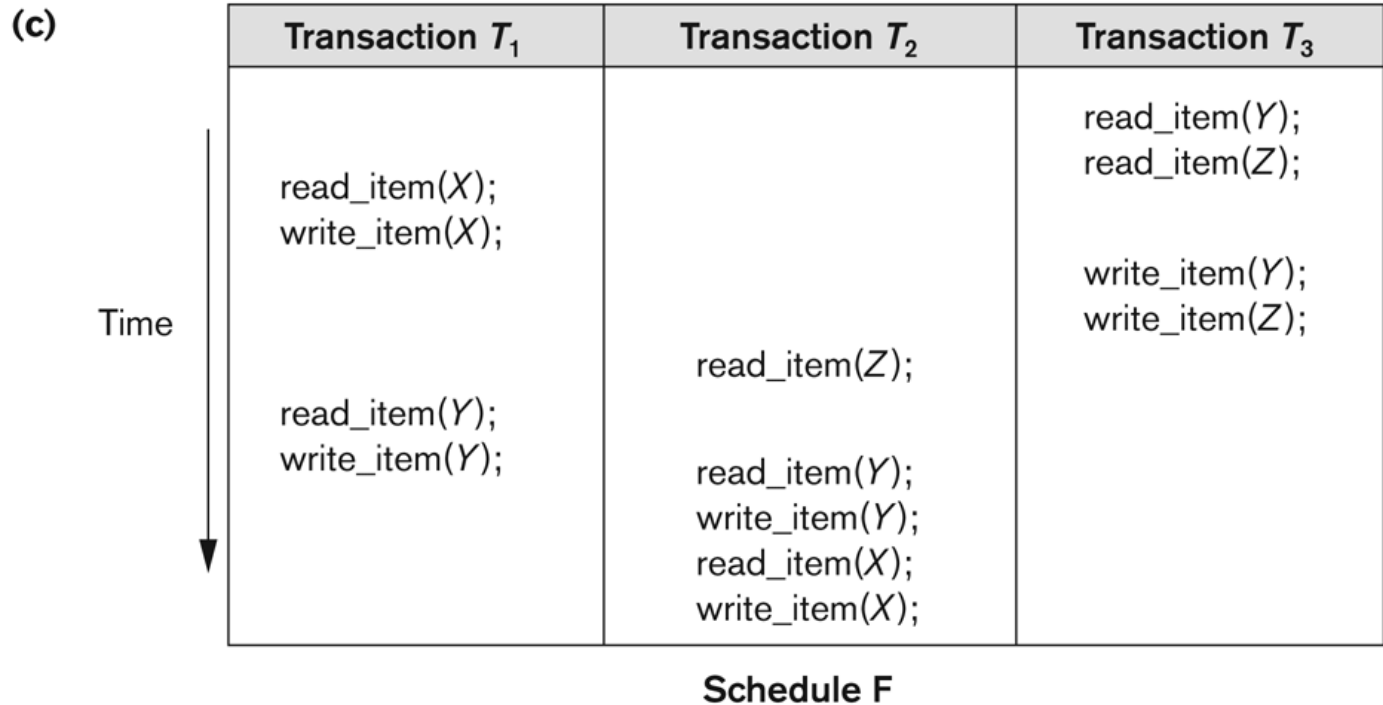 (c)
Transaction T1 Transaction T2 Transaction T3
read_item(Y);
read_item(Z);
read_item(X);
write_item(X);
write_item(Y);
write_item(Z);
Time
read_item(Z);
read_item(Y);
write_item(Y);
read_item(Y);
write_item(Y);
read_item(X);
write_item(X);
Schedule F